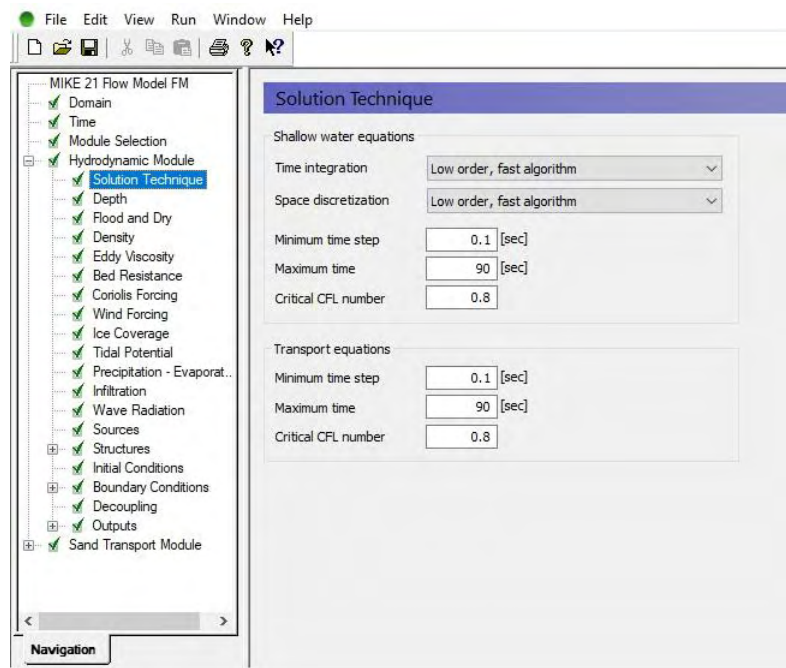 File Edit View Run Window Help
MIKE 21 Flow Model FM
Domain
Time
Module Selection
Hydrodynamic Module
Solution Technique
Depth
Flood and Dry
Density
Eddy Viscosity
Bed Resistance
Coriolis Forcing
Wind Forcing
Ice Coverage
Tidal Potential
Precipitation - Evaporat..
Infiltration
Wave Radiation
Sources
Structures
Initial Conditions
Boundary Conditions
Decoupling
Outputs
Sand Transport Module
Navigation
Solution Technique
Shallow water equations
Time integration Low order, fast algorithm
Space discretization Low order, fast algorithm
Minimum time step 0.1 [sec]
Maximum time 90 [sec]
Critical CFL number 0.8
Transport equations
Minimum time step 0.1 [sec]
Maximum time 90 [sec]
Critical CFL number 0.8